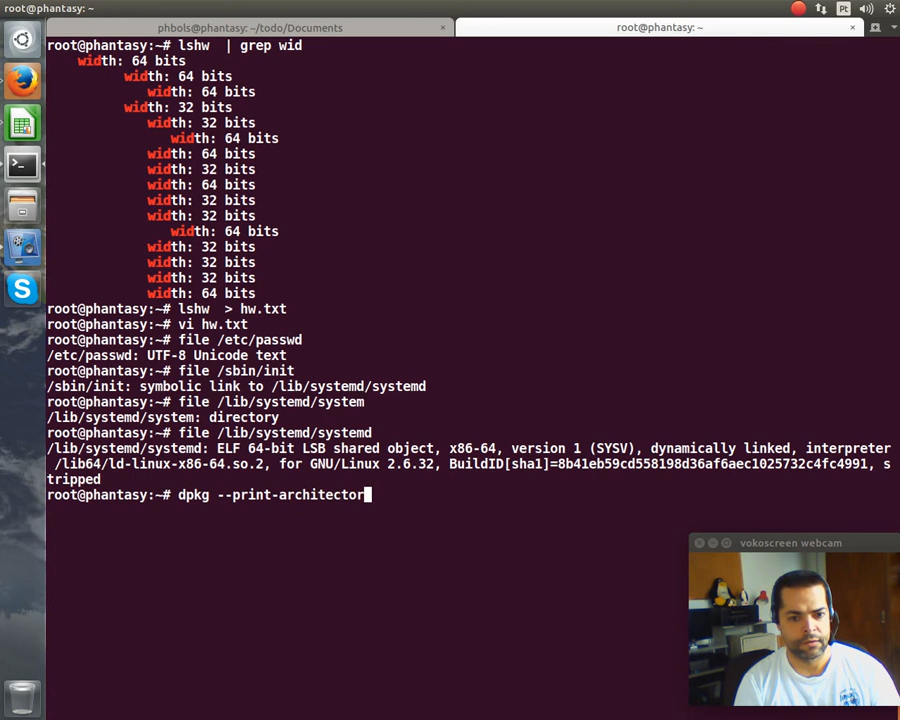 root@phantasy: ~
Pt
phbols@phantasy: ~/todo/Documents
×
root@phantasy: ~
×
root@phantasy:~# lshw  | grep wid
width: 64 bits
width: 64 bits
width: 64 bits
width: 32 bits
width: 32 bits
width: 64 bits
width: 64 bits
width: 32 bits
width: 64 bits
width: 32 bits
width: 32 bits
width: 64 bits
width: 32 bits
width: 32 bits
width: 32 bits
width: 64 bits
root@phantasy:~# lshw  > hw.txt
root@phantasy:~# vi hw.txt
root@phantasy:~# file /etc/passwd
/etc/passwd: UTF-8 Unicode text
root@phantasy:~# file /sbin/init
/sbin/init: symbolic link to /lib/systemd/systemd
root@phantasy:~# file /lib/systemd/system
/lib/systemd/system: directory
root@phantasy:~# file /lib/systemd/systemd
/lib/systemd/systemd: ELF 64-bit LSB shared object, x86-64, version 1 (SYSV), dynamically linked, interpreter
/lib64/ld-linux-x86-64.so.2, for GNU/Linux 2.6.32, BuildID[sha1]=8b41eb59cd558198d36af6aec1025732c4fc4991, s
tripped
root@phantasy:~# dpkg --print-architector
vokoscreen webcam